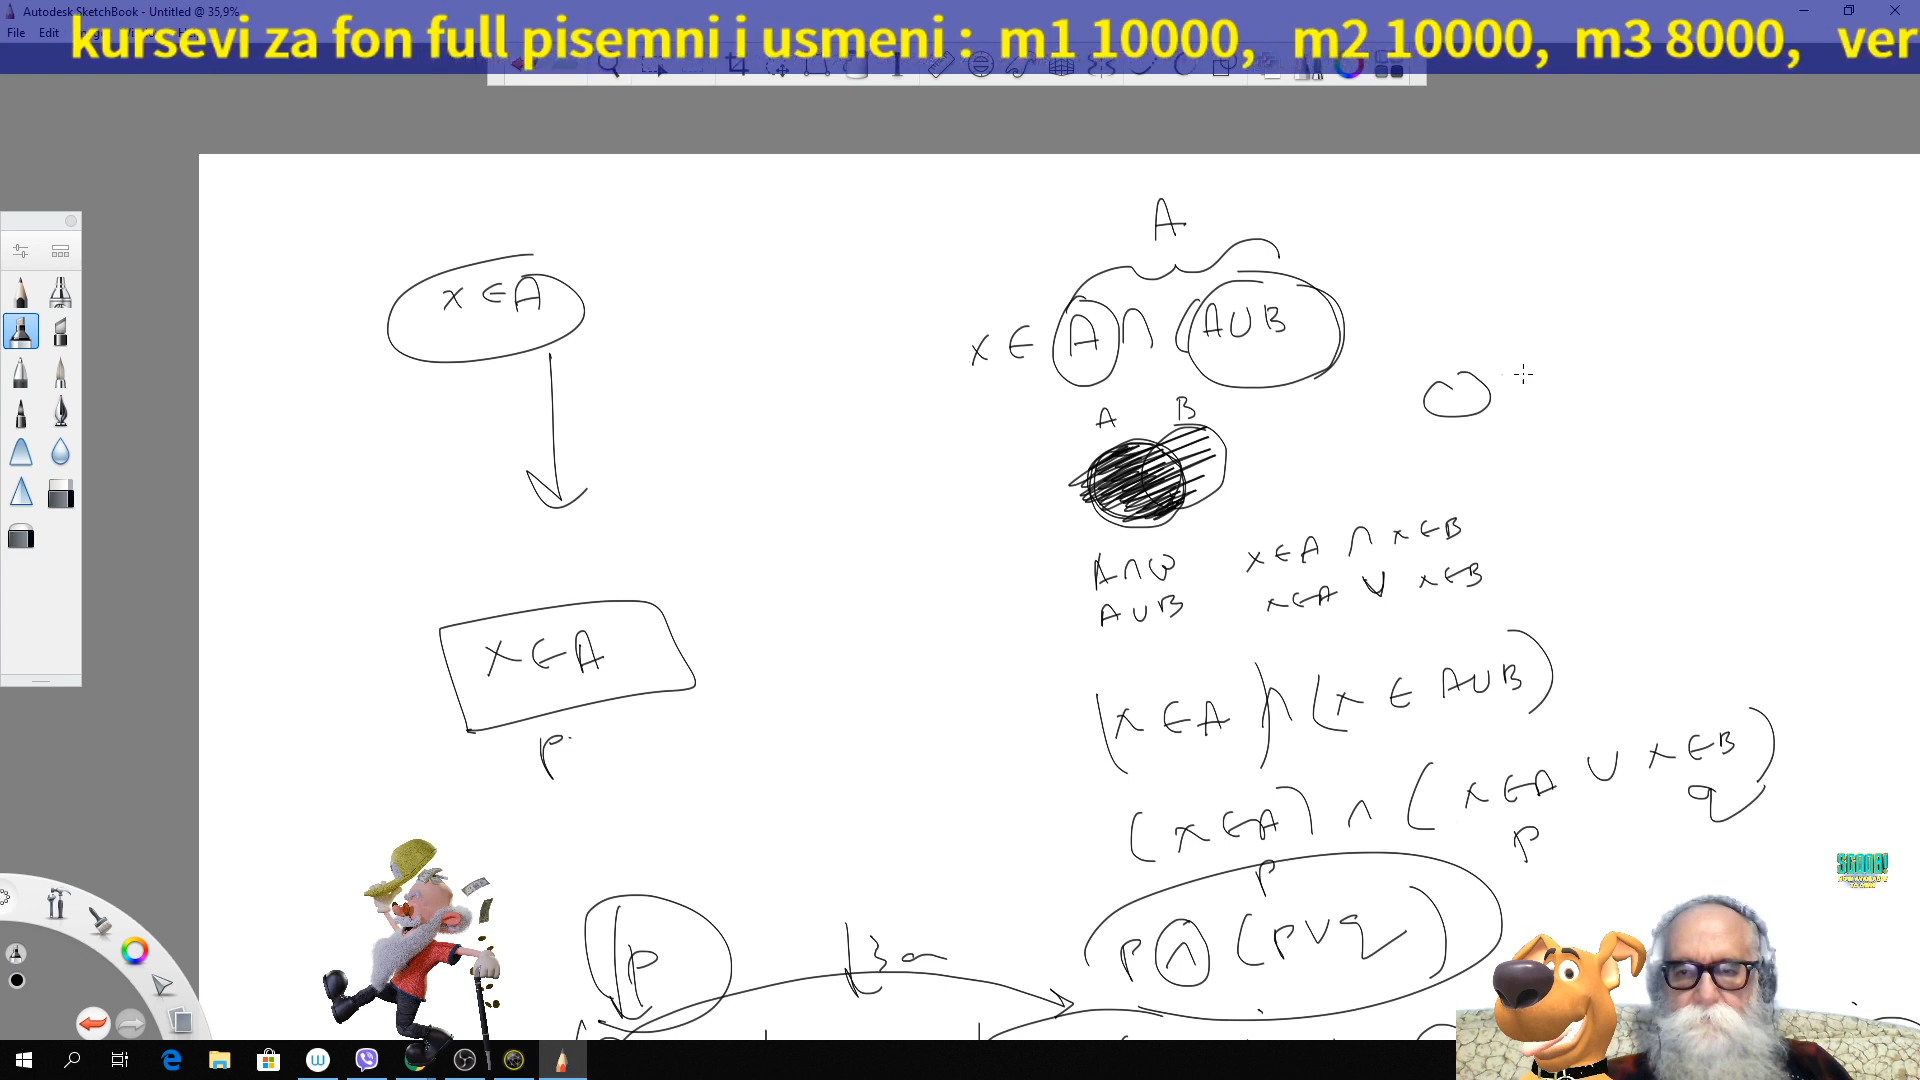 Autodesk SketchBook - Untitled @ 35,9%
File Edit
kursevi za fon full pisemni i usmeni : m1 10000, m2 10000, m3 8000, ver
A
x ∈ A
x ∈ A ∩ (A ∪ B
A B
x ∈ A ∧ x ∈ B
A ∪ B x ∈ A ∨ x ∈ B
x ∈ A
(x ∈ A) ∧ (x ∈ A ∪ B)
p
(x ∈ A) ∧ (x ∈ A ∨ x ∈ B)
p p q
p
p ∧ (p ∨ q)
SCOOB!